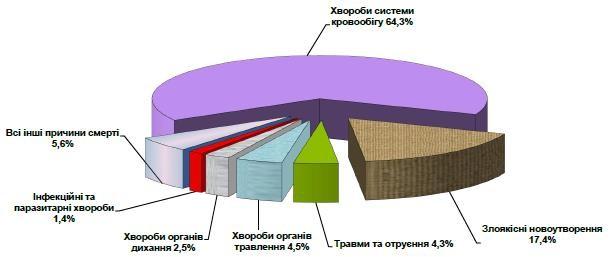 Хвороби системи
кровообігу 64,3%
Всі інші причини смерті
5,6%
Інфекційні та
паразитарні хвороби
1,4%
Хвороби органів
дихання 2,5%
Хвороби органів
травлення 4,5%
Травми та отруєння 4,3%
Злоякісні новоутворення
17,4%